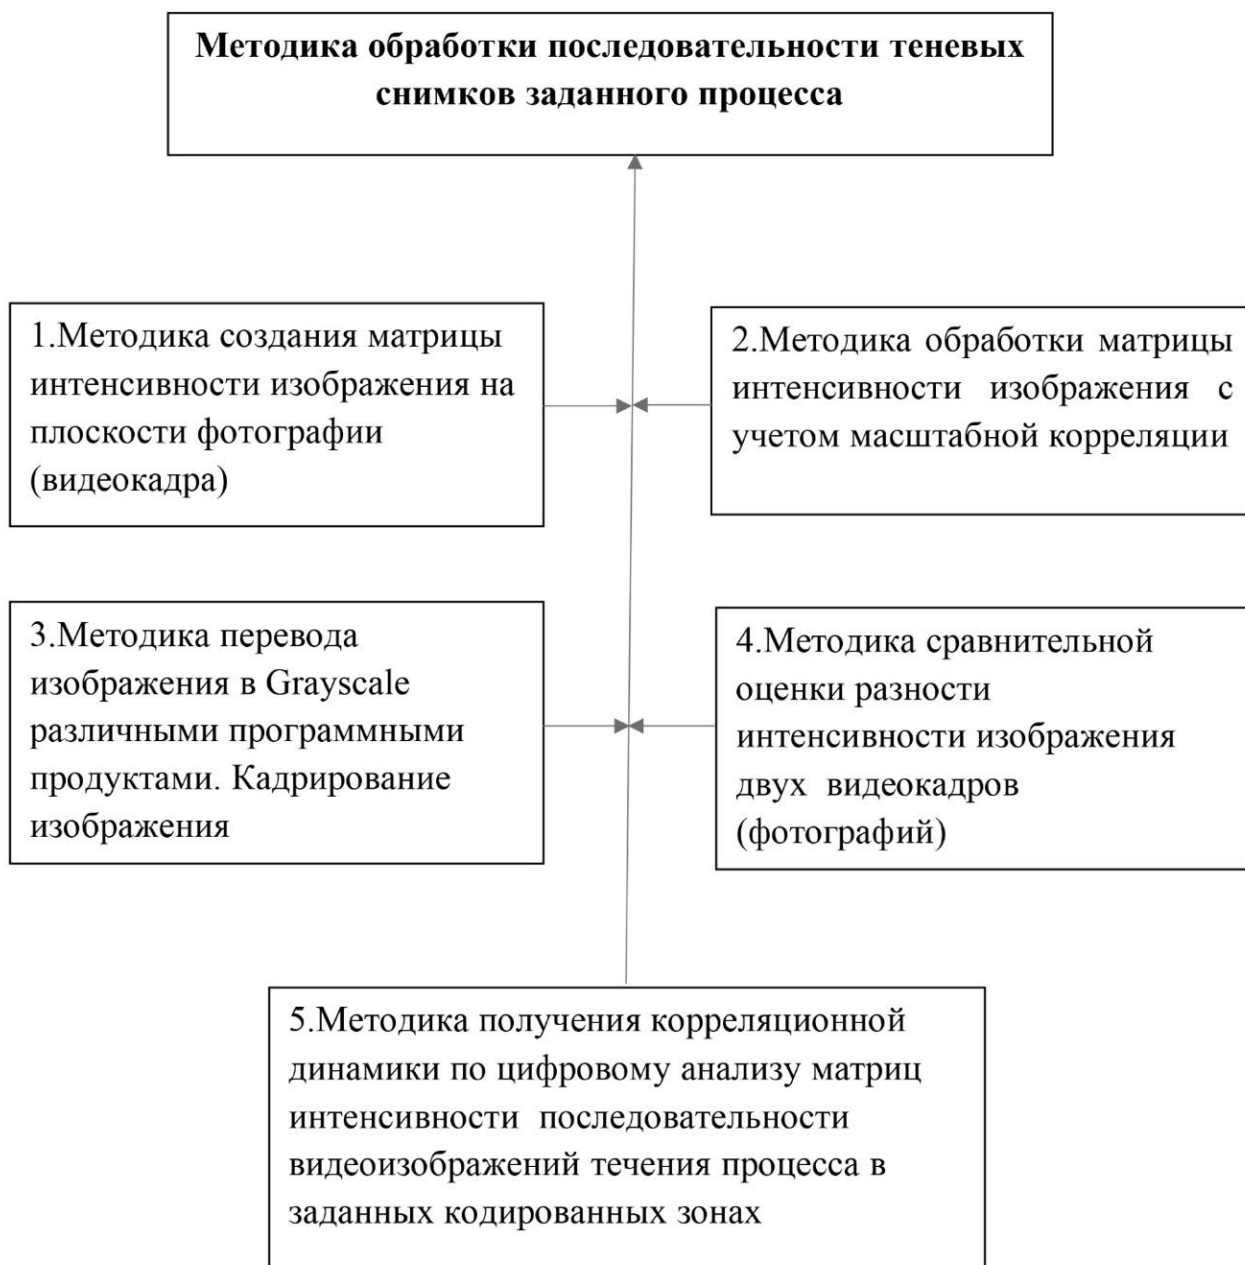 Методика обработки последовательности теневых
снимков заданного процесса
1.Методика создания матрицы
интенсивности изображения на
плоскости фотографии
(видеокадра)
2.Методика обработки матрицы
интенсивности изображения с
учетом масштабной корреляции
3.Методика перевода
изображения в Grayscale
различными программными
продуктами. Кадрирование
изображения
4.Методика сравнительной
оценки разности
интенсивности изображения
двух видеокадров
(фотографий)
5.Методика получения корреляционной
динамики по цифровому анализу матриц
интенсивности последовательности
видеоизображений течения процесса в
заданных кодированных зонах